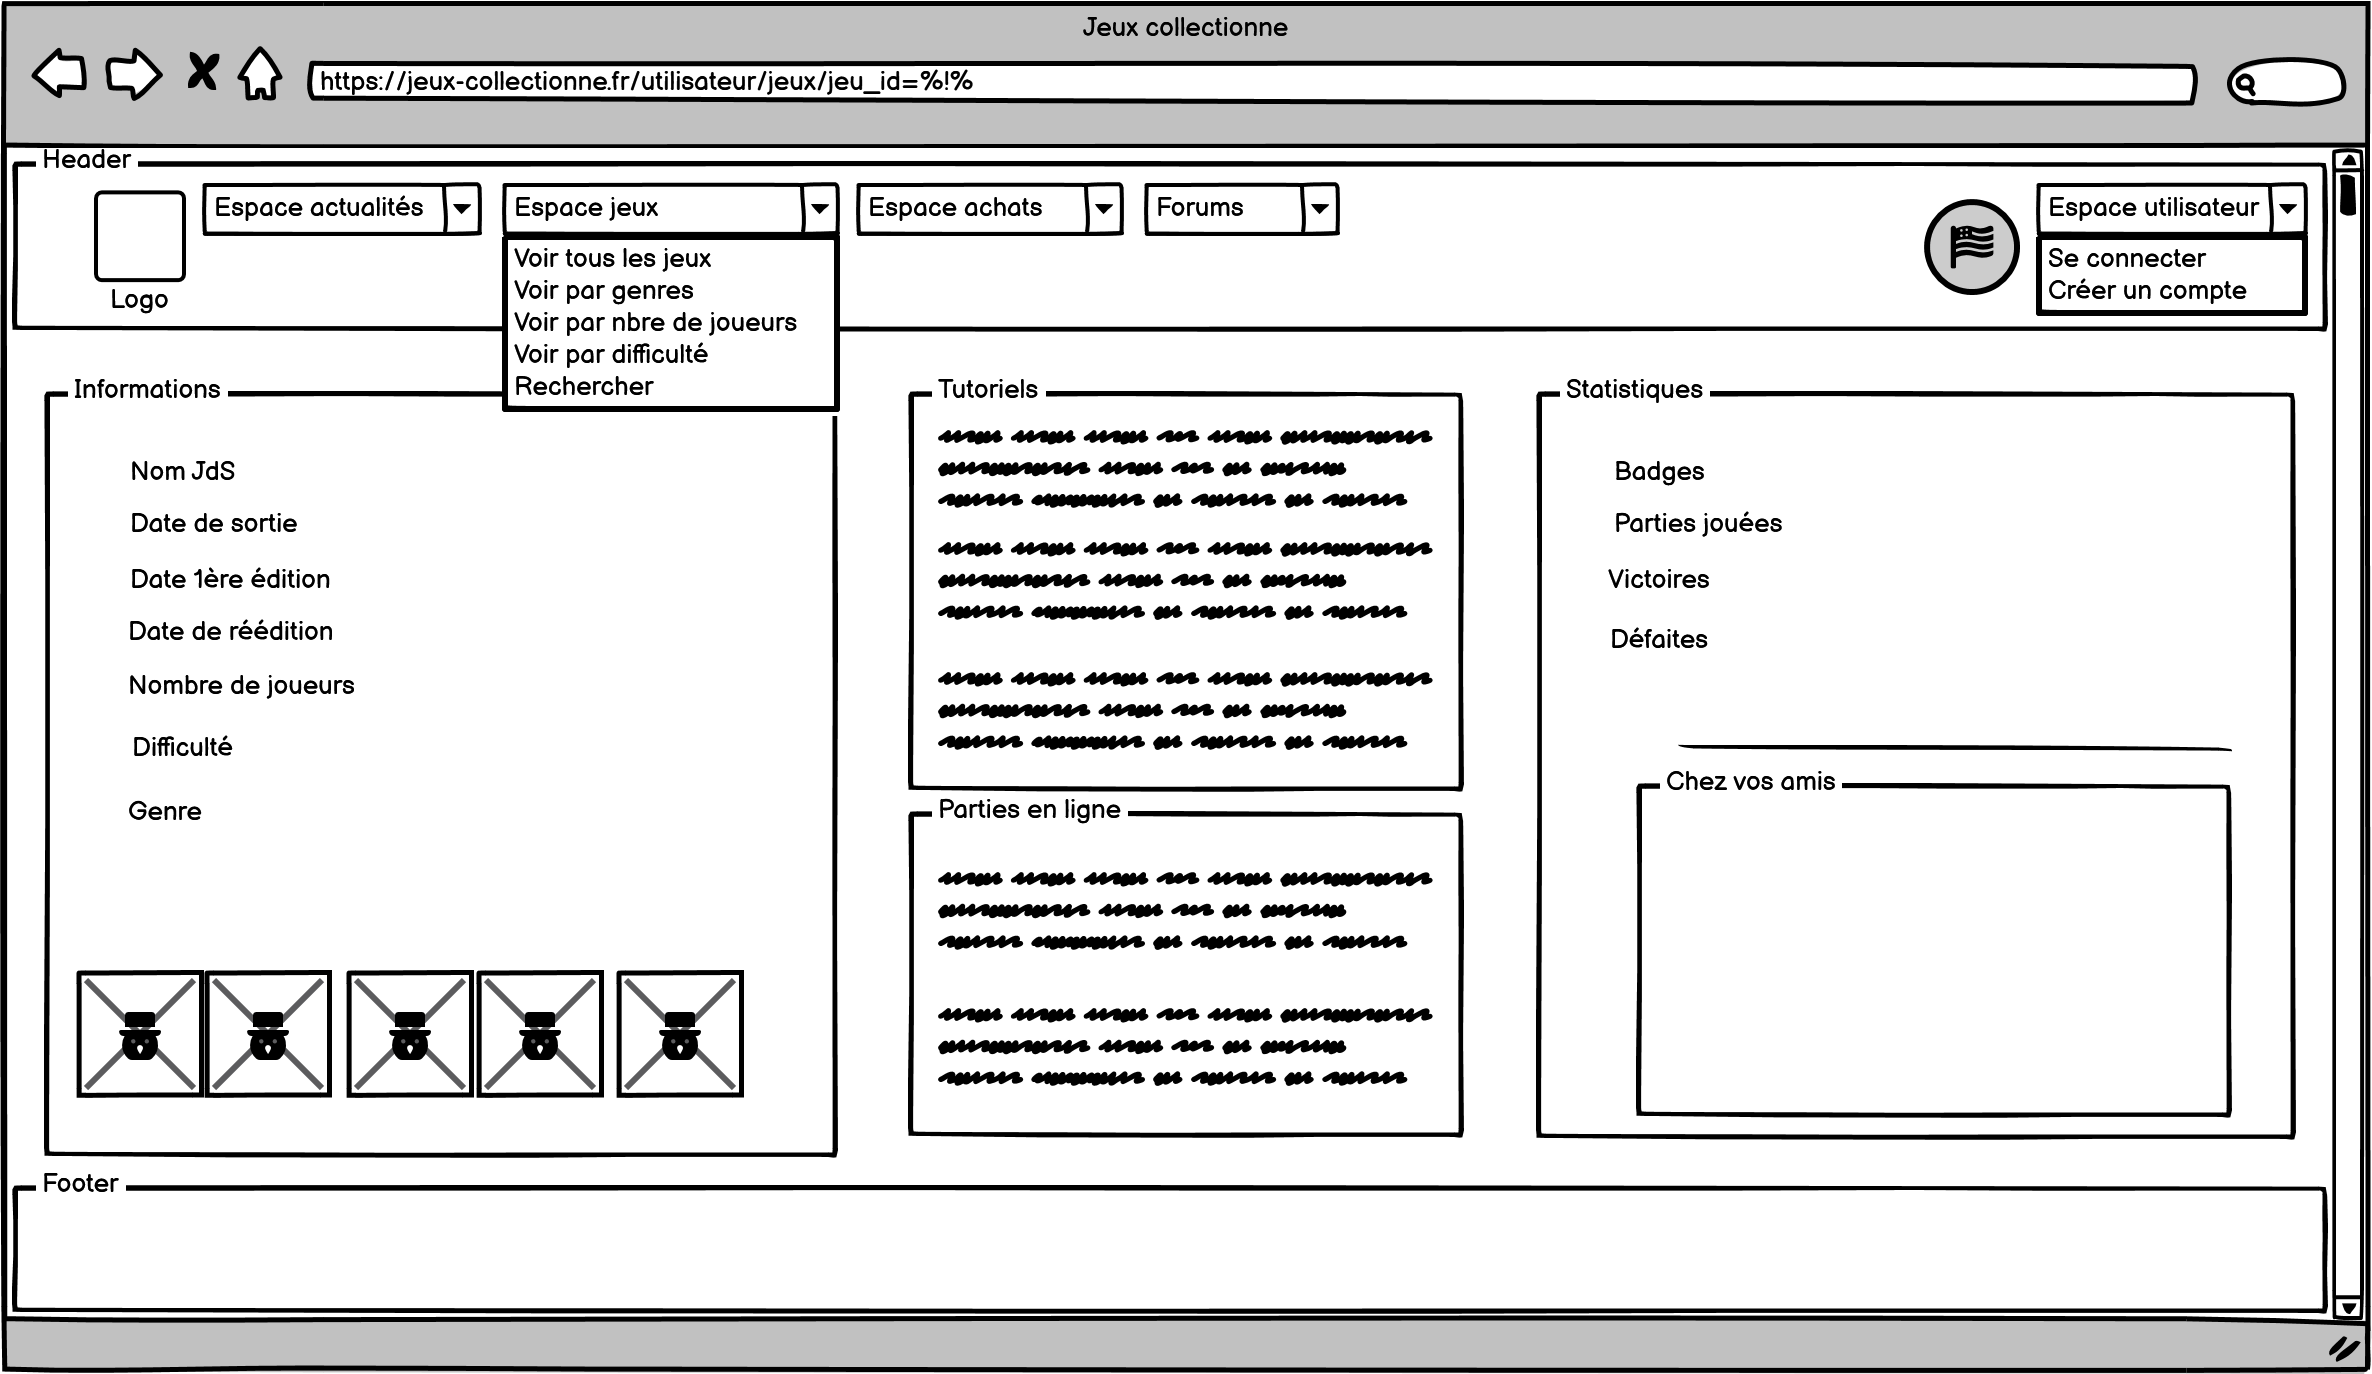 Jeux collectionne
https://jeux-collectionne.fr/utilisateur/jeux/jeu_id=%!%
Header
Logo
Espace actualités
Espace jeux
Voir tous les jeux
Voir par genres
Voir par nbre de joueurs
Voir par difficulté
Rechercher
Espace achats
Forums
Espace utilisateur
Se connecter
Créer un compte
Informations
Nom JdS
Date de sortie
Date 1ère édition
Date de réédition
Nombre de joueurs
Difficulté
Genre
Tutoriels
Parties en ligne
Statistiques
Badges
Parties jouées
Victoires
Défaites
Chez vos amis
Footer